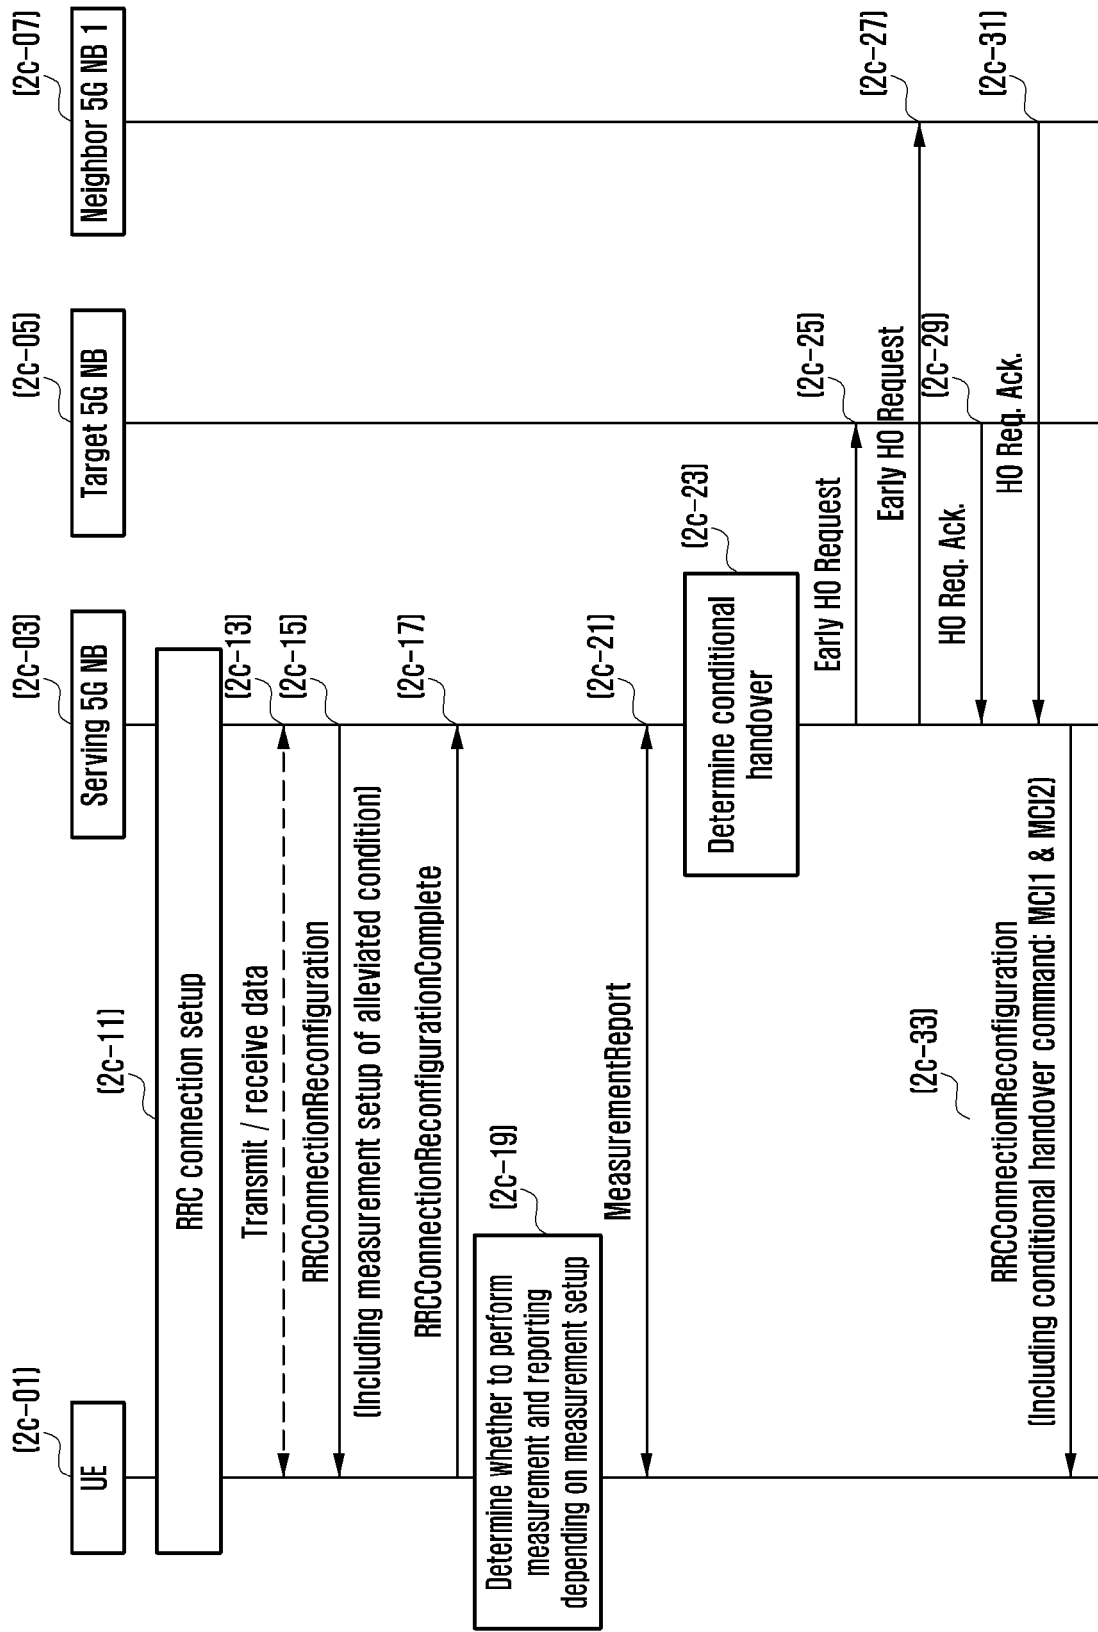 (2c-01)
(2c-03)
(2c-05)
(2c-07)
UE
Serving 5G NB
Target 5G NB
Neighbor 5G NB 1
(2c-11)
RRC connection setup
Transmit / receive data
(2c-13)
RRCConnectionReconfiguration
(2c-15)
(Including measurement setup of alleviated condition)
RRCConnectionReconfigurationComplete
(2c-17)
(2c-19)
Determine whether to perform
measurement and reporting
depending on measurement setup
MeasurementReport
(2c-21)
(2c-23)
Determine conditional
handover
Early HO Request
(2c-25)
Early HO Request
(2c-27)
HO Req. Ack.
(2c-29)
HO Req. Ack.
(2c-31)
(2c-33)
RRCConnectionReconfiguration
(Including conditional handover command: MCI1 & MCI2)